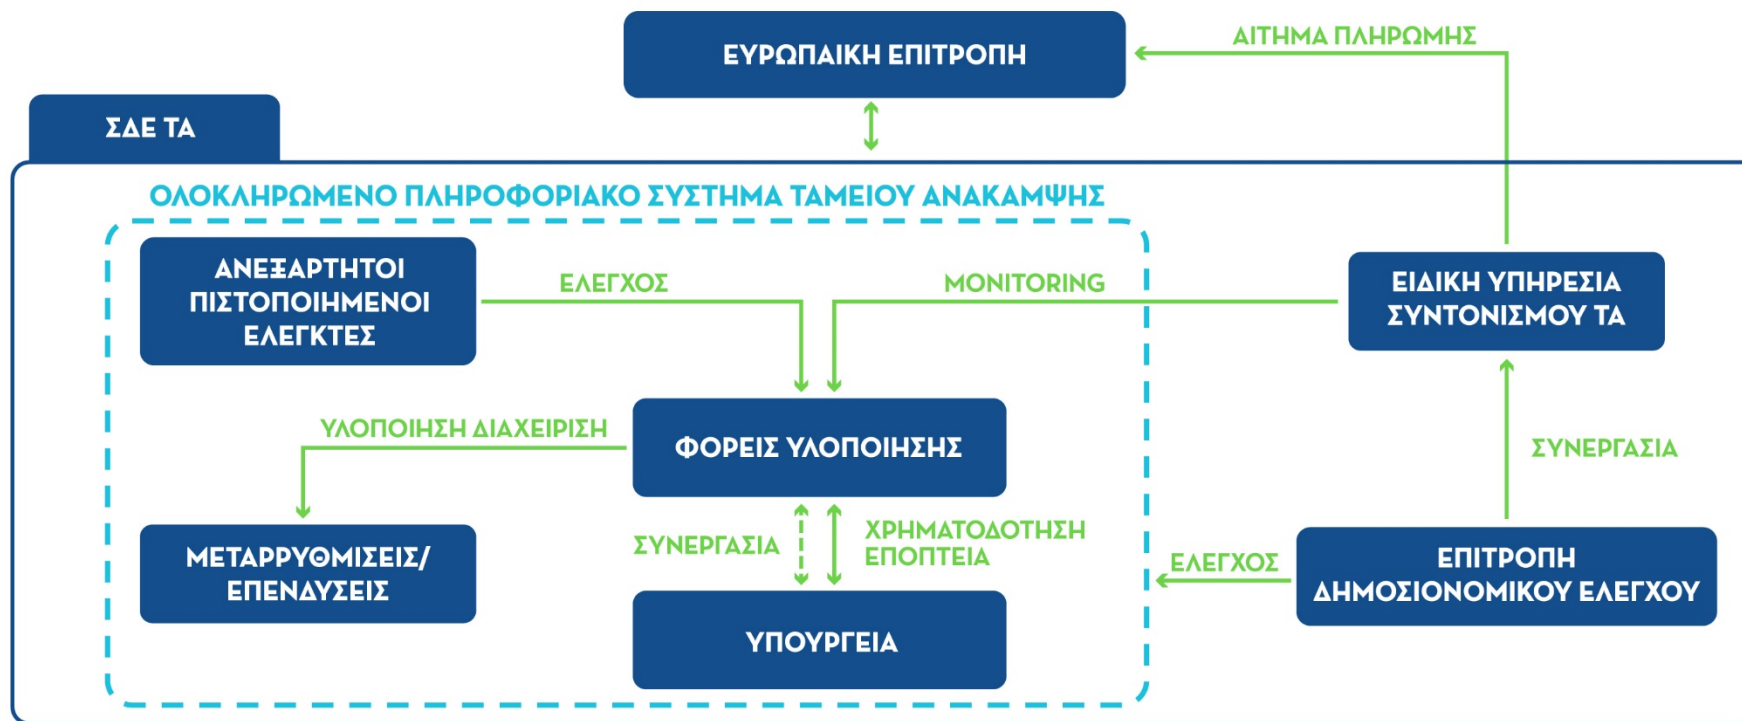 ΕΥΡΩΠΑΙΚΗ ΕΠΙΤΡΟΠΗ
ΑΙΤΗΜΑ ΠΛΗΡΩΜΗΣ
ΣΔΕ ΤΑ
ΟΛΟΚΛΗΡΩΜΕΝΟ ΠΛΗΡΟΦΟΡΙΑΚΟ ΣΥΣΤΗΜΑ ΤΑΜΕΙΟΥ ΑΝΑΚΑΜΨΗΣ
ΑΝΕΞΑΡΤΗΤΟΙ
ΠΙΣΤΟΠΟΙΗΜΕΝΟΙ
ΕΛΕΓΚΤΕΣ
ΕΛΕΓΧΟΣ
MONITORING
ΕΙΔΙΚΗ ΥΠΗΡΕΣΙΑ
ΣΥΝΤΟΝΙΣΜΟΥ ΤΑ
ΥΛΟΠΟΙΗΣΗ ΔΙΑΧΕΙΡΙΣΗ
ΦΟΡΕΙΣ ΥΛΟΠΟΙΗΣΗΣ
ΣΥΝΕΡΓΑΣΙΑ
ΜΕΤΑΡΡΥΘΜΙΣΕΙΣ/
ΕΠΕΝΔΥΣΕΙΣ
ΣΥΝΕΡΓΑΣΙΑ
ΧΡΗΜΑΤΟΔΟΤΗΣΗ
ΕΠΟΠΤΕΙΑ
ΕΛΕΓΧΟΣ
ΕΠΙΤΡΟΠΗ
ΔΗΜΟΣΙΟΝΟΜΙΚΟΥ ΕΛΕΓΧΟΥ
ΥΠΟΥΡΓΕΙΑ